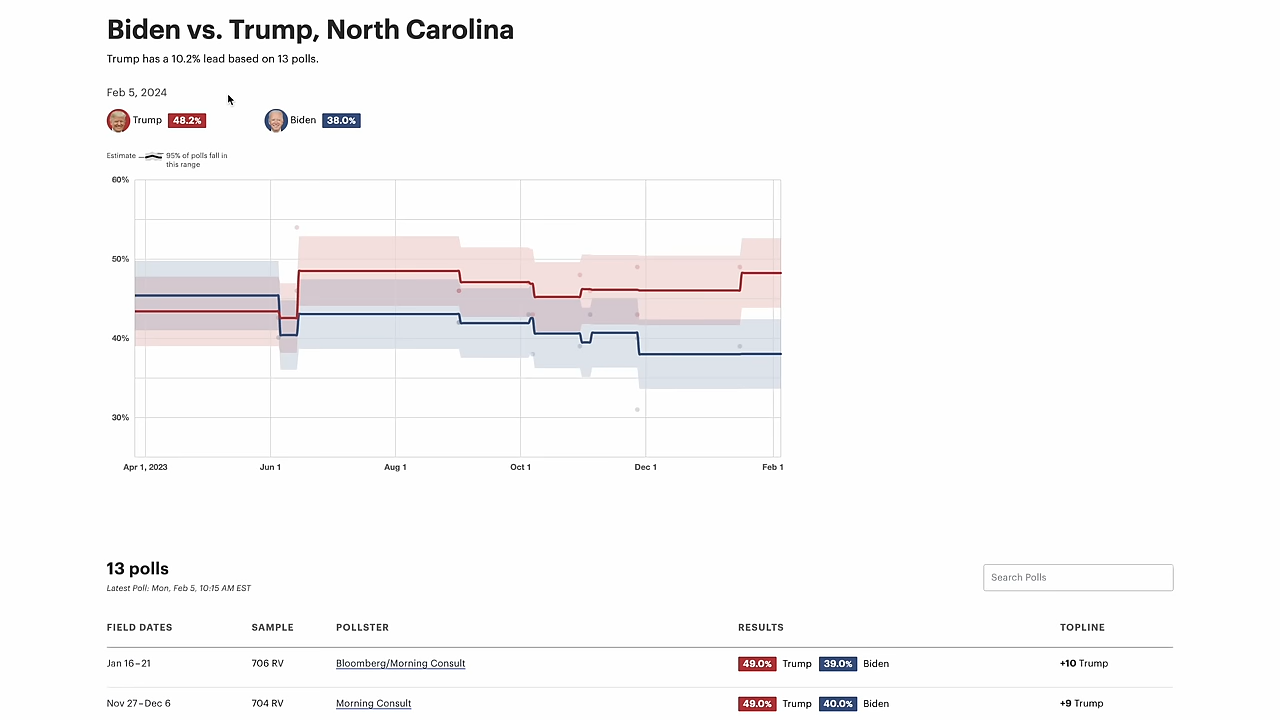 Biden vs. Trump, North Carolina
Trump has a 10.2% lead based on 13 polls.
Feb 5, 2024
Trump 48.2% Biden 38.0%
Estimate 95% of polls fall in
this range
60%
50%
40%
30%
Apr 1, 2023 Jun 1 Aug 1 Oct 1 Dec 1 Feb 1
13 polls
Latest Poll: Mon, Feb 5, 10:15 AM EST
Search Polls
FIELD DATES SAMPLE POLLSTER RESULTS TOPLINE
Jan 16–21 706 RV Bloomberg/Morning Consult 49.0% Trump 39.0% Biden +10 Trump
Nov 27–Dec 6 704 RV Morning Consult 49.0% Trump 40.0% Biden +9 Trump